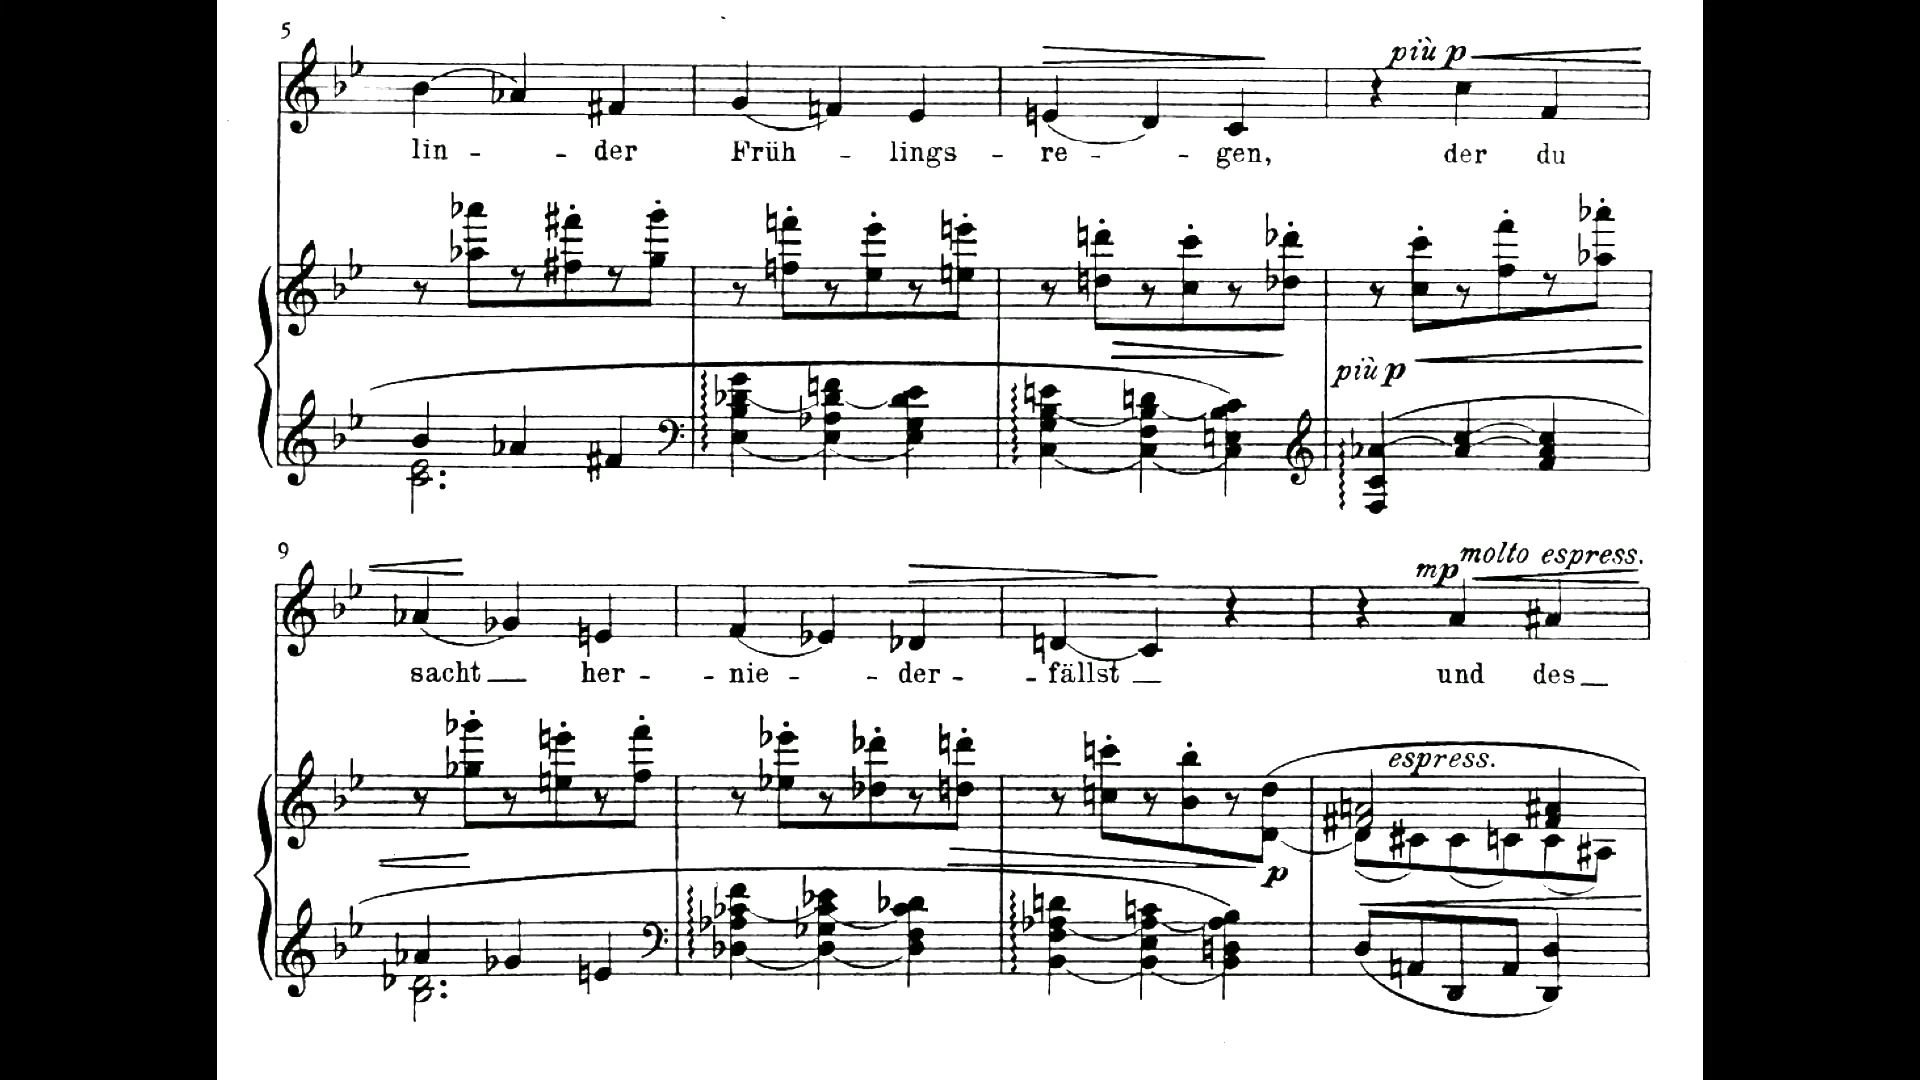 5
più p
lin - - der Früh - lings - re - - gen, der du
più p
9
mp molto espress.
sacht her - - nie - - der - - fällst und des
espress.
p